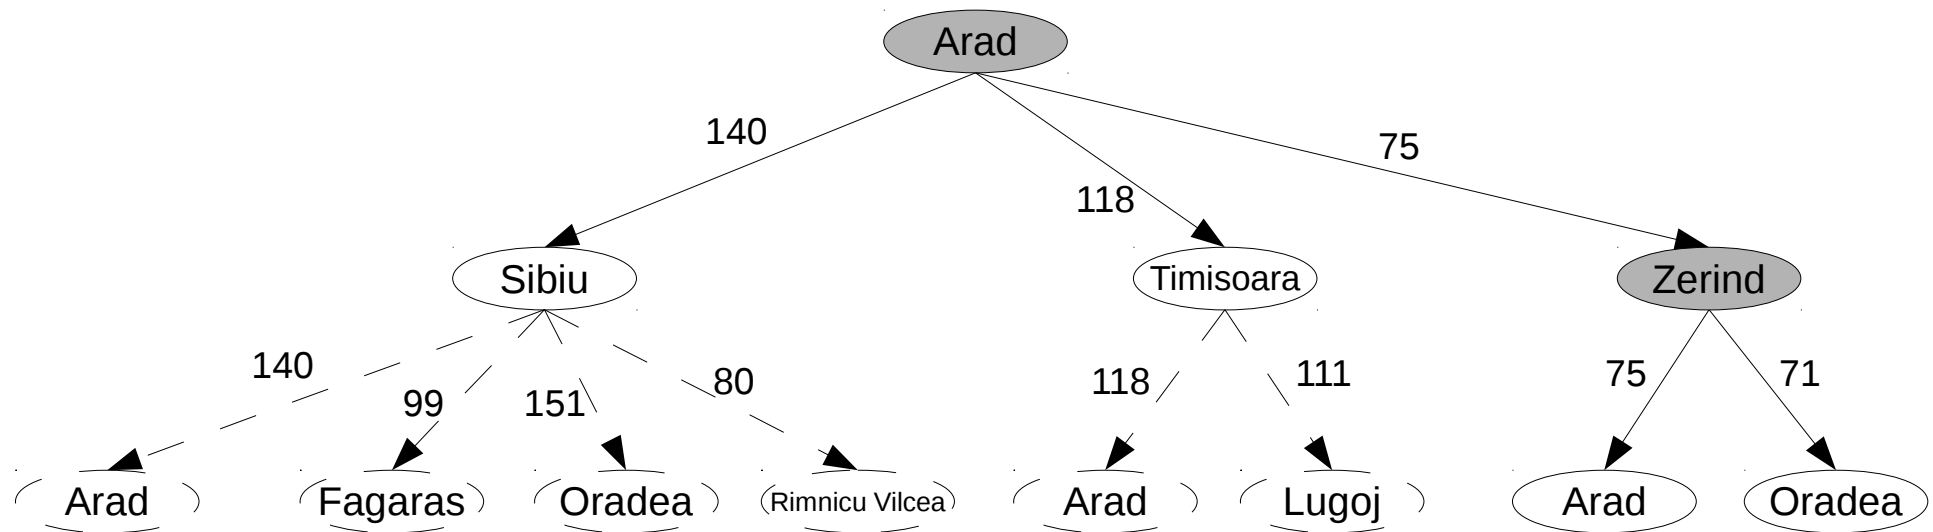 Arad
140
75
118
Sibiu
Timisoara
Zerind
140
99
151
80
118
111
75
71
Arad
Fagaras
Oradea
Rimnicu Vilcea
Arad
Lugoj
Arad
Oradea